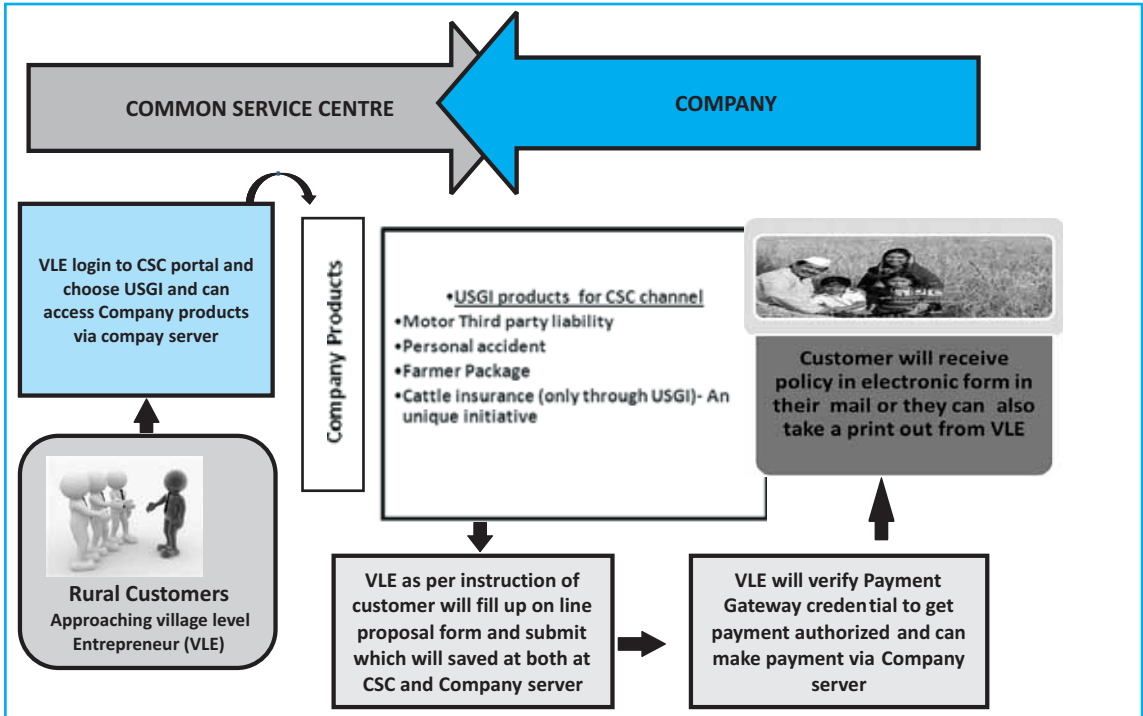 COMMON SERVICE CENTRE
COMPANY
VLE login to CSC portal and
choose USGI and can
access Company products
via compay server
Rural Customers
Approaching village level
Entrepreneur (VLE)
Company Products
•USGI products for CSC channel
•Motor Third party liability
•Personal accident
•Farmer Package
•Cattle insurance (only through USGI)- An
unique initiative
VLE as per instruction of
customer will fill up on line
proposal form and submit
which will saved at both at
CSC and Company server
VLE will verify Payment
Gateway credential to get
payment authorized and can
make payment via Company
server
Customer will receive
policy in electronic form in
their mail or they can also
take a print out from VLE